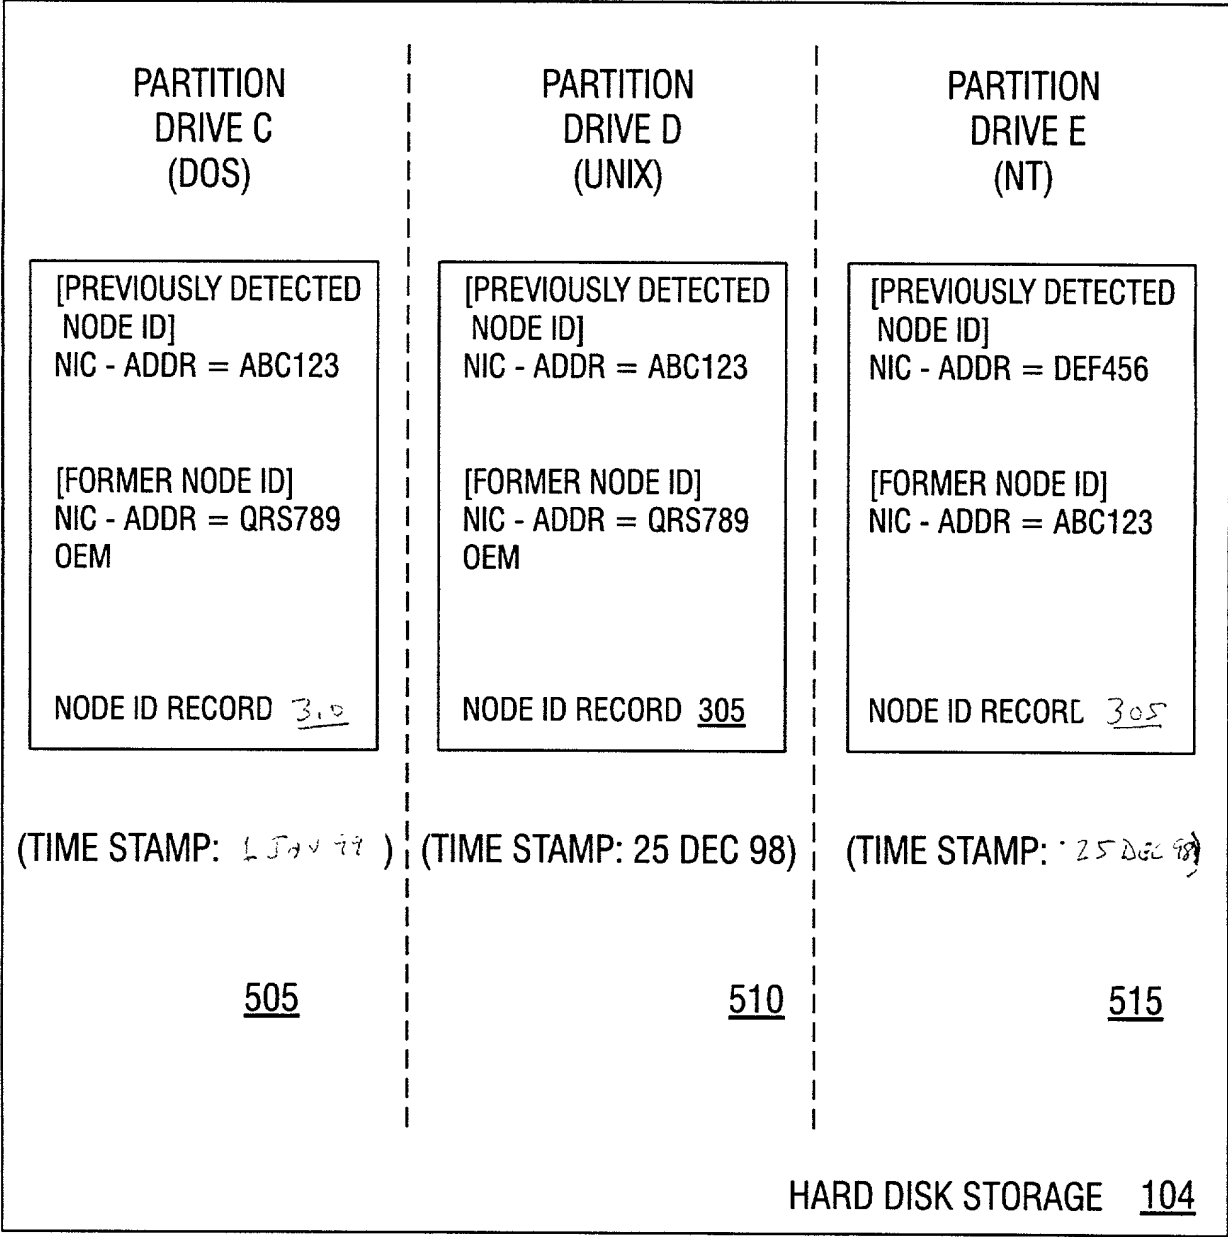 PARTITION
DRIVE C
(DOS)
[PREVIOUSLY DETECTED
NODE ID]
NIC - ADDR = ABC123
[FORMER NODE ID]
NIC - ADDR = QRS789
OEM
NODE ID RECORD 310
(TIME STAMP: 1 JAN 99 )
505
PARTITION
DRIVE D
(UNIX)
[PREVIOUSLY DETECTED
NODE ID]
NIC - ADDR = ABC123
[FORMER NODE ID]
NIC - ADDR = QRS789
OEM
NODE ID RECORD 305
(TIME STAMP: 25 DEC 98)
510
PARTITION
DRIVE E
(NT)
[PREVIOUSLY DETECTED
NODE ID]
NIC - ADDR = DEF456
[FORMER NODE ID]
NIC - ADDR = ABC123
NODE ID RECORD 305
(TIME STAMP: 25 DEC 98)
515
HARD DISK STORAGE 104